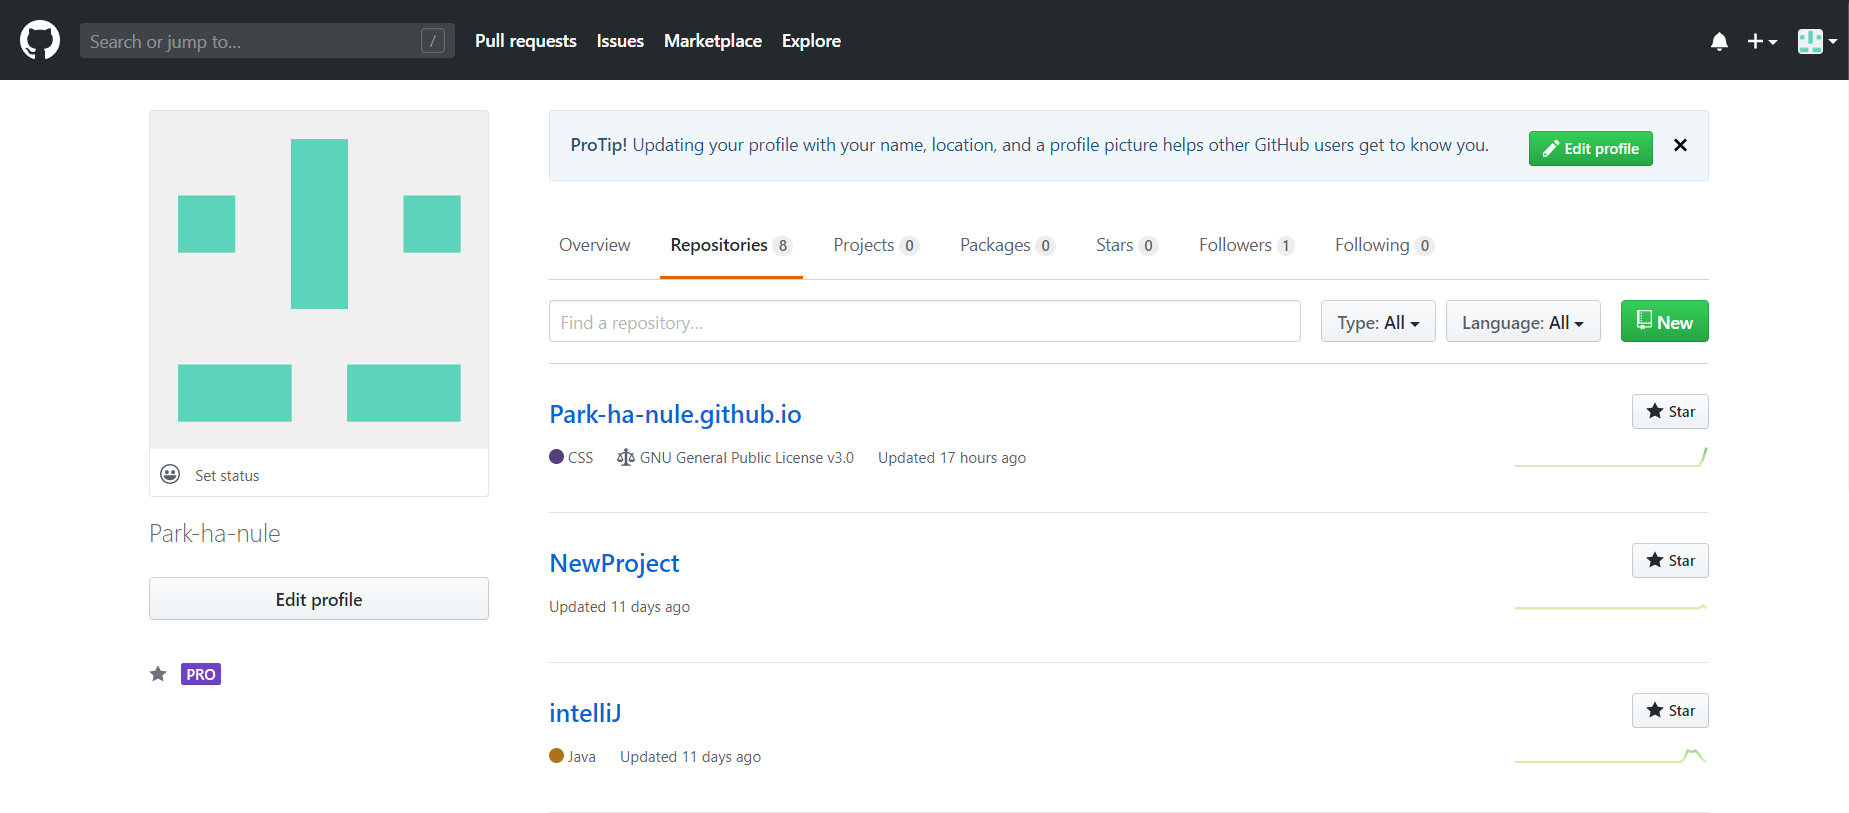 Search or jump to... /
Pull requests Issues Marketplace Explore
ProTip! Updating your profile with your name, location, and a profile picture helps other GitHub users get to know you.
Edit profile
Overview Repositories 8 Projects 0 Packages 0 Stars 0 Followers 1 Following 0
Find a repository...
Type: All
Language: All
New
Set status
Park-ha-nule
Edit profile
PRO
Park-ha-nule.github.io
Star
CSS GNU General Public License v3.0 Updated 17 hours ago
NewProject
Star
Updated 11 days ago
intelliJ
Star
Java Updated 11 days ago